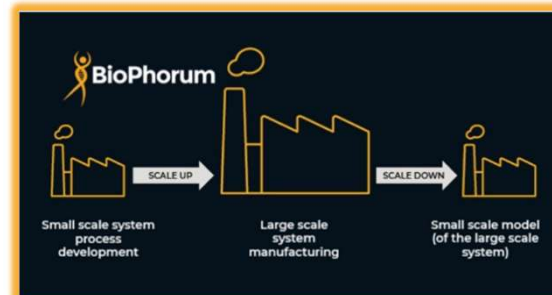 BioPhorum
SCALE UP
SCALE DOWN
Small scale system
process
development
Large scale
system
manufacturing
Small scale model
(of the large scale
system)